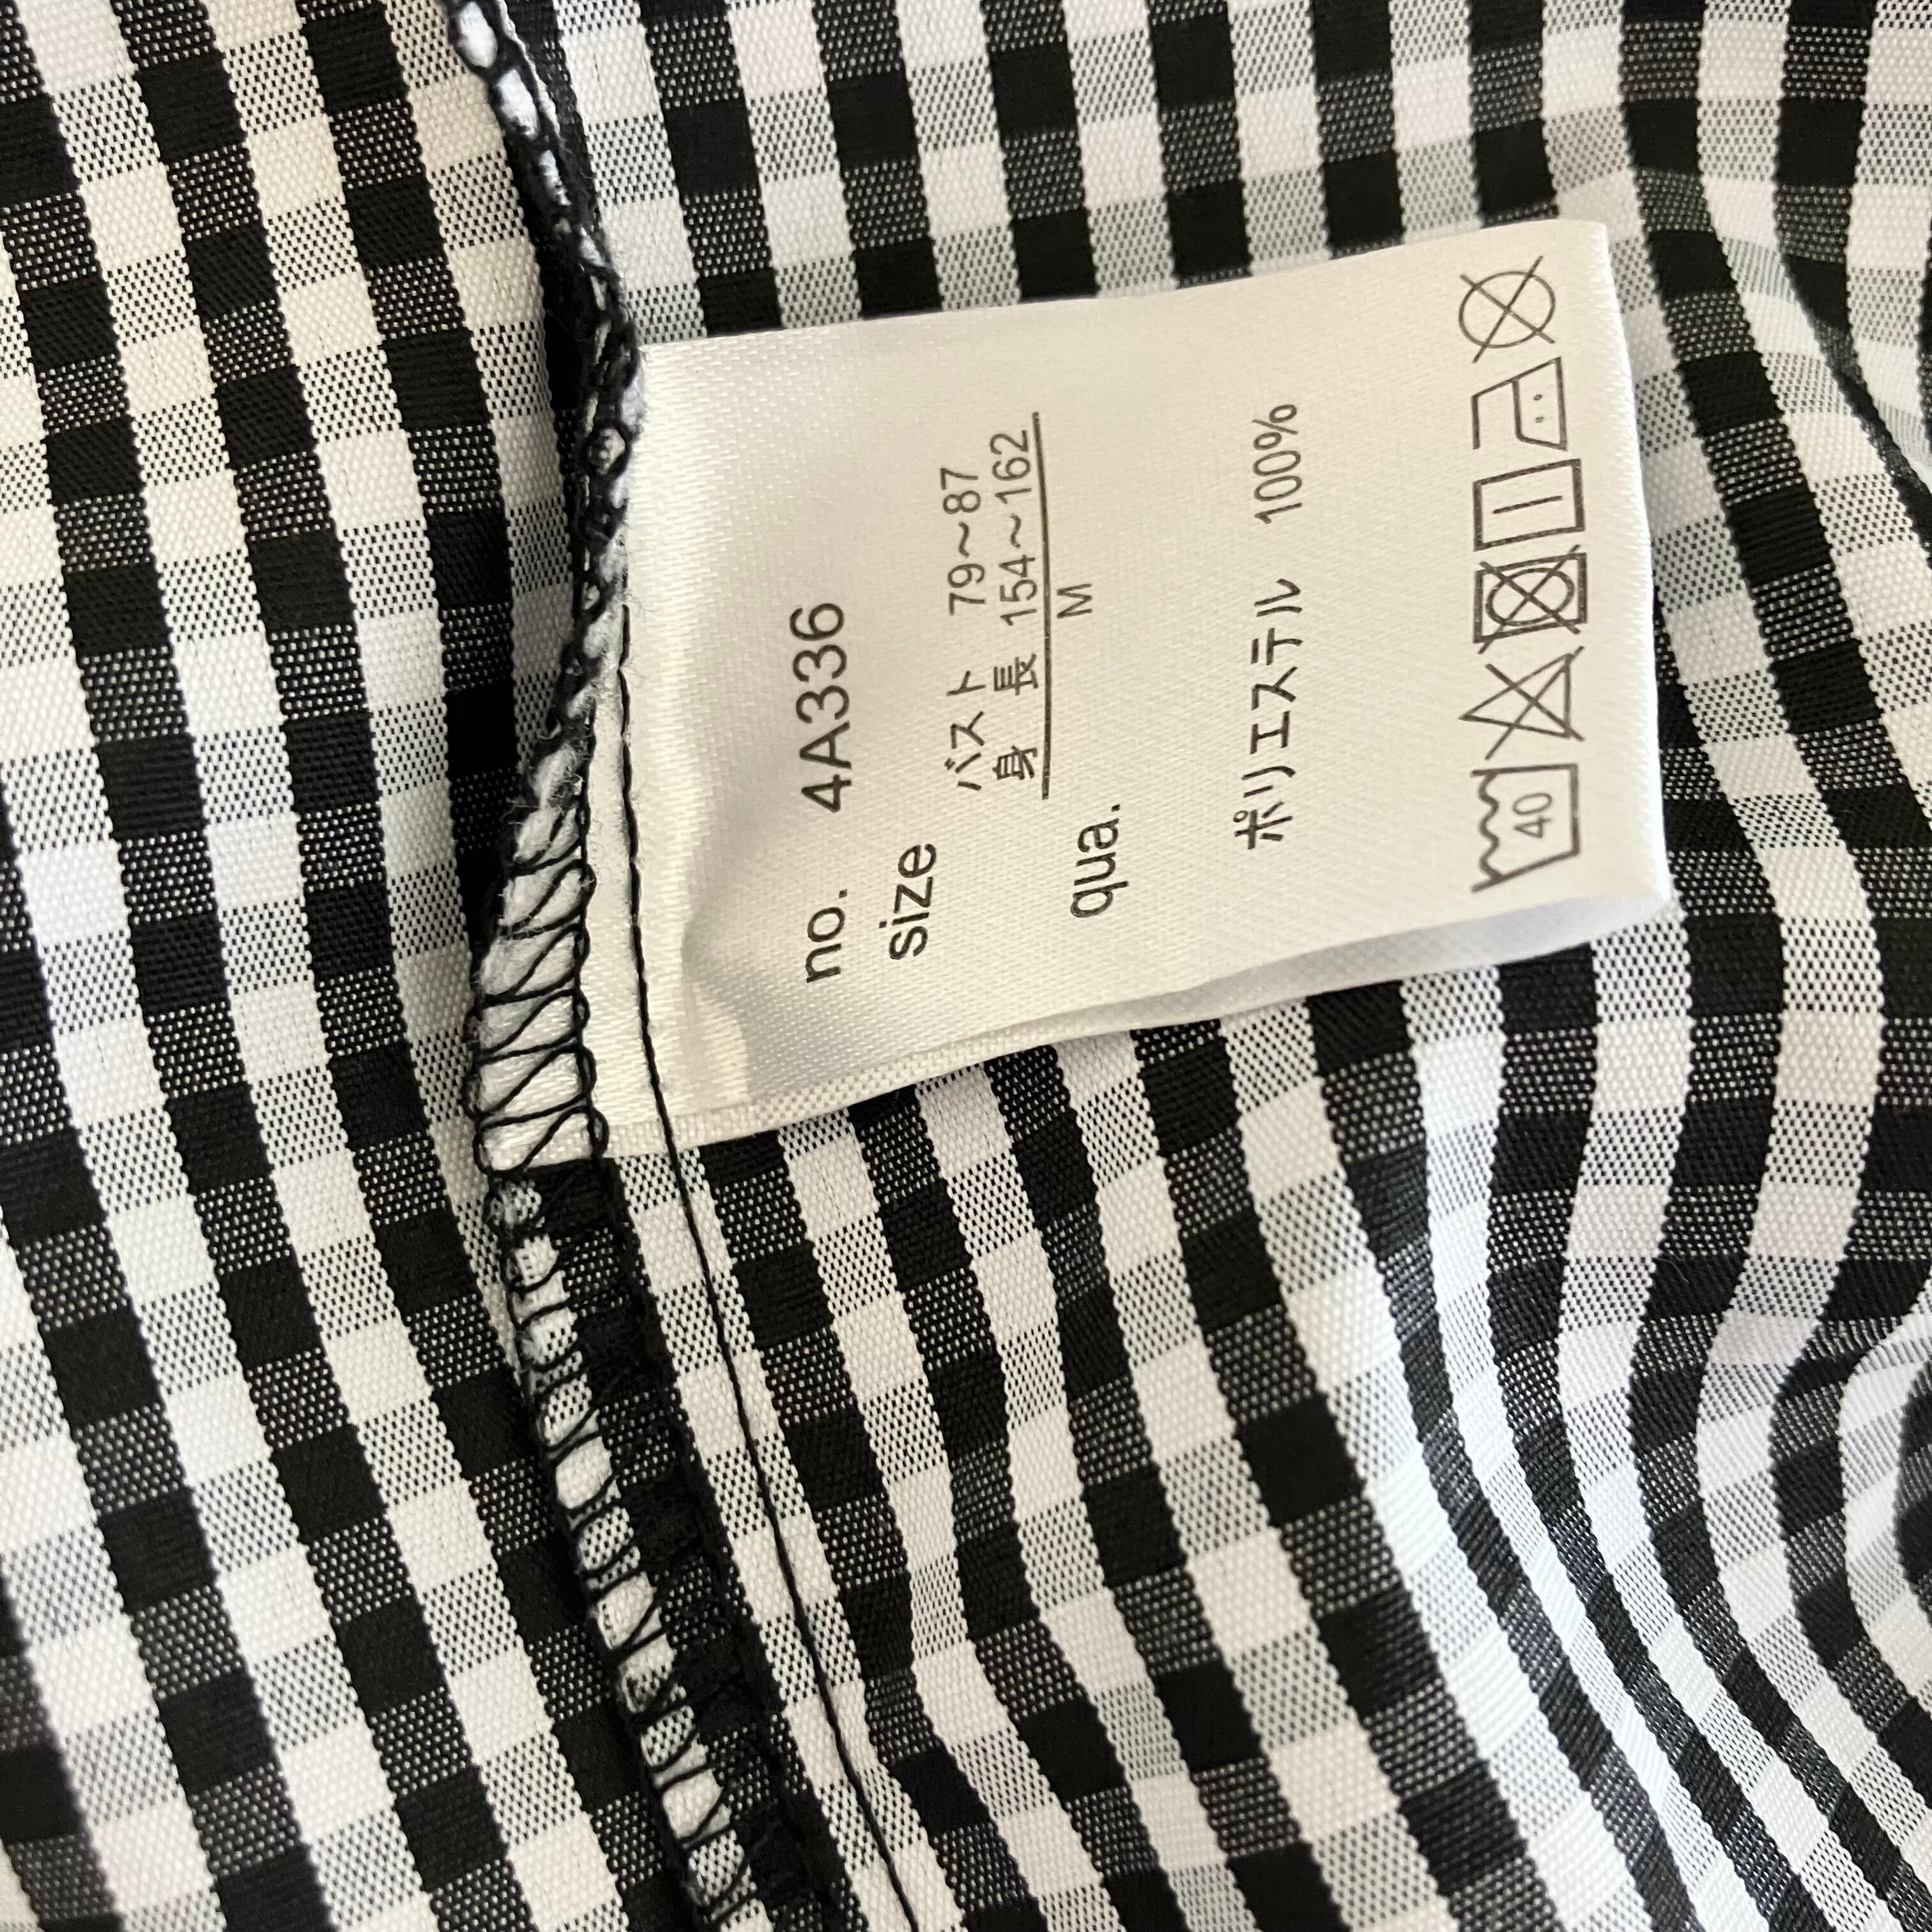 no. 4A336
size
バスト 79~87
身 長 154~162
M
qua.
ポリエステル 100%
40